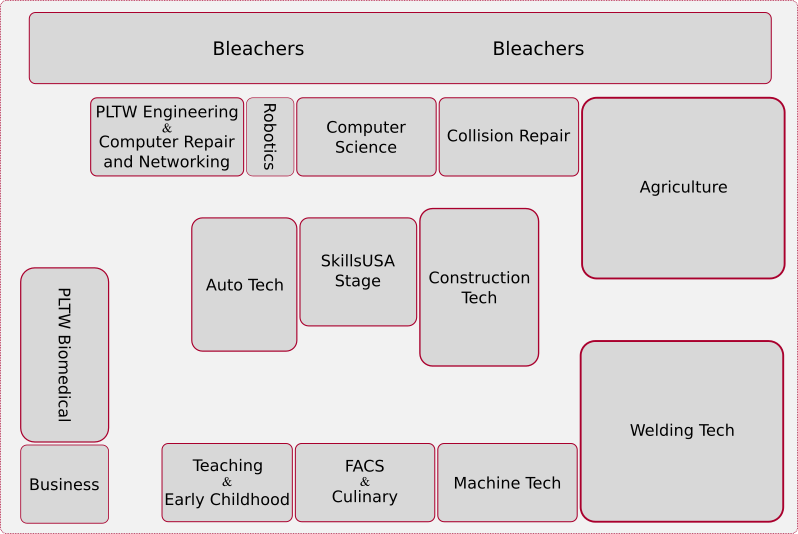 Bleachers Bleachers
PLTW Engineering
&
Computer Repair
and Networking
Robotics
Computer
Science
Collision Repair
Agriculture
Auto Tech
SkillsUSA
Stage
Construction
Tech
PLTW Biomedical
Welding Tech
Business
Teaching
&
Early Childhood
FACS
&
Culinary
Machine Tech